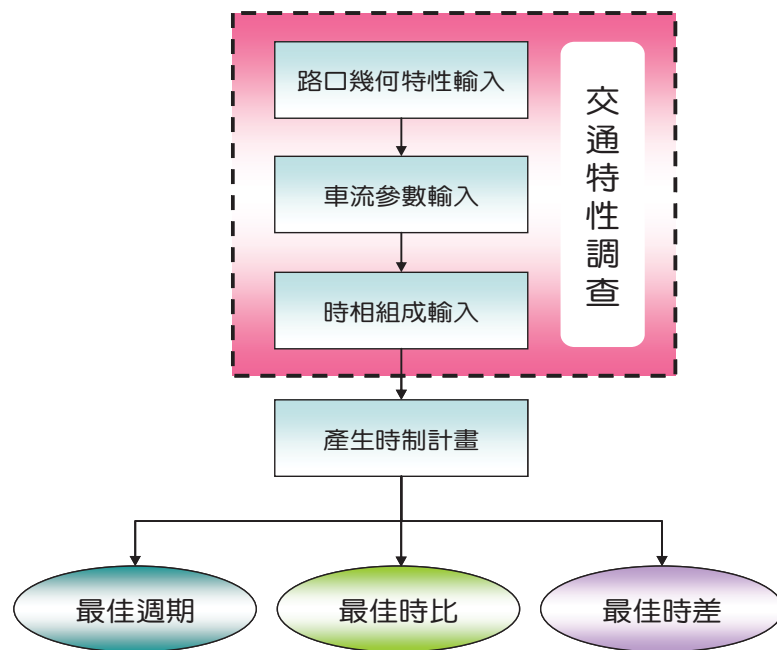 路口幾何特性輸入
車流參數輸入
時相組成輸入
交通特性調查
產生時制計畫
最佳週期
最佳時比
最佳時差